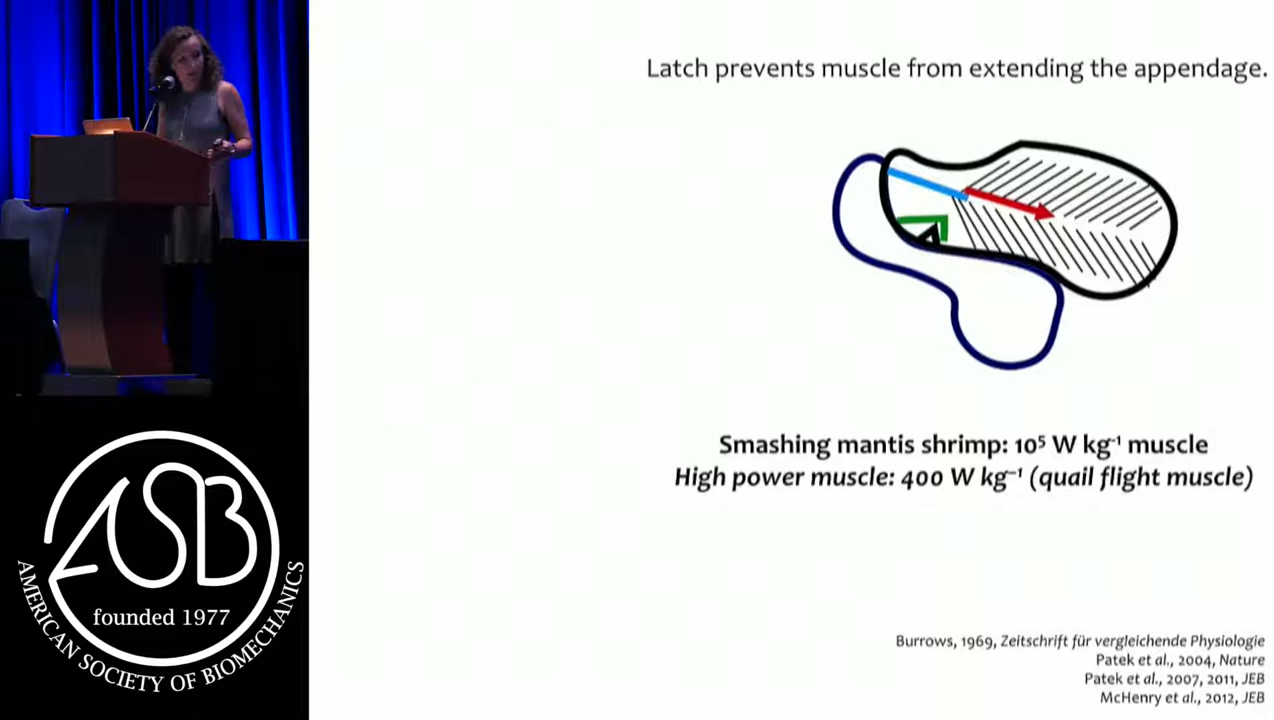 Latch prevents muscle from extending the appendage.
Smashing mantis shrimp: 10⁵ W kg⁻¹ muscle
High power muscle: 400 W kg⁻¹ (quail flight muscle)
Burrows, 1969, Zeitschrift für vergleichende Physiologie
Patek et al., 2004, Nature
Patek et al., 2007, 2011, JEB
McHenry et al., 2012, JEB
ASB
founded 1977
AMERICAN SOCIETY OF BIOMECHANICS